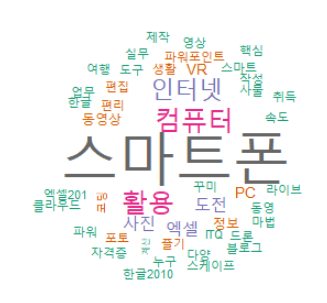 제작 영상
실무 파워포인트 핵심
여행 도구 생활 VR 스마트
업무 편집 인터넷 작성 사물 취득
한글 편리
동영상 컴퓨터 속도
스마트폰
엑셀201 꾸미 PC 라이브
클라우드 활용 도전 동영
사진 엑셀 정보 마법
파워 포토 ITQ 드론
자격증 즐기 블로그
누구 다양
한글2010 스케이프